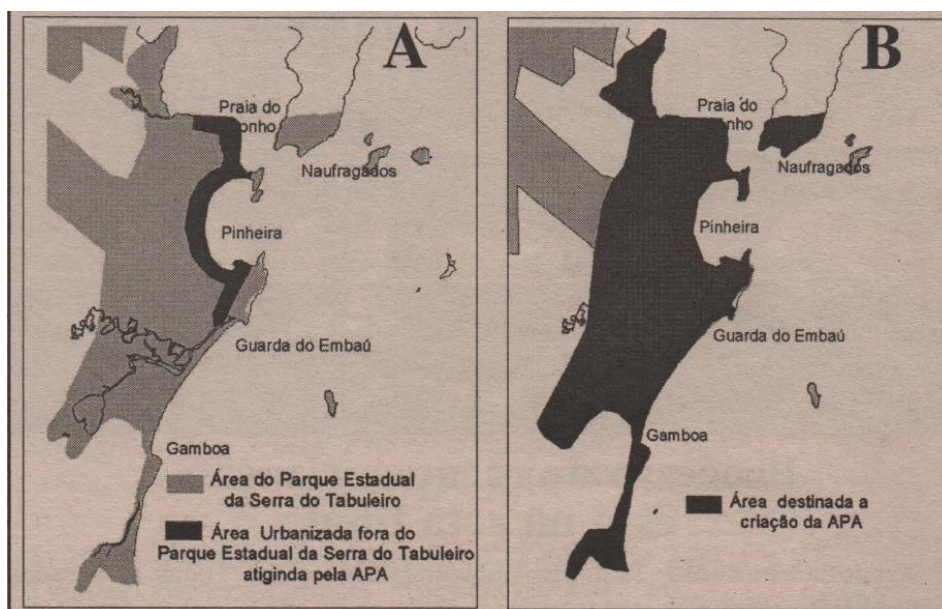 A
Praia do
onho
Naufragados
Pinheira
Guarda do Embaú
Gamboa
Área do Parque Estadual
da Serra do Tabuleiro
Área Urbanizada fora do
Parque Estadual da Serra do Tabuleiro
atiginda pela APA
B
Praia do
onho
Naufragados
Pinheira
Guarda do Embaú
Gamboa
Área destinada a
criação da APA